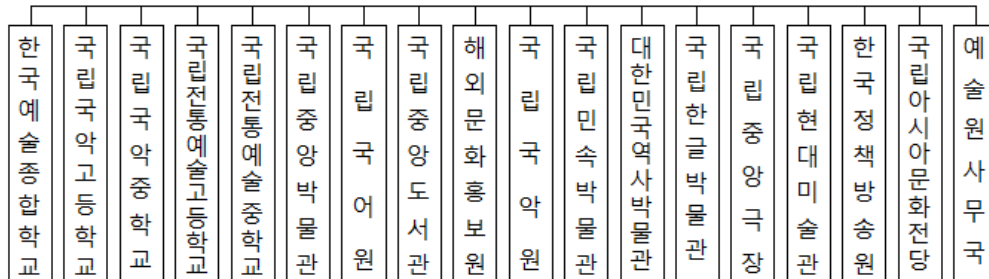 한국예술종합학교
국립국악고등학교
국립국악중학교
국립전통예술고등학교
국립전통예술중학교
국립중앙박물관
국립국어원
국립중앙도서관
해외문화홍보원
국립국악원
국립민속박물관
대한민국역사박물관
국립한글박물관
국립중앙극장
국립현대미술관
한국정책방송원
국립아시아문화전당
예술원사무국